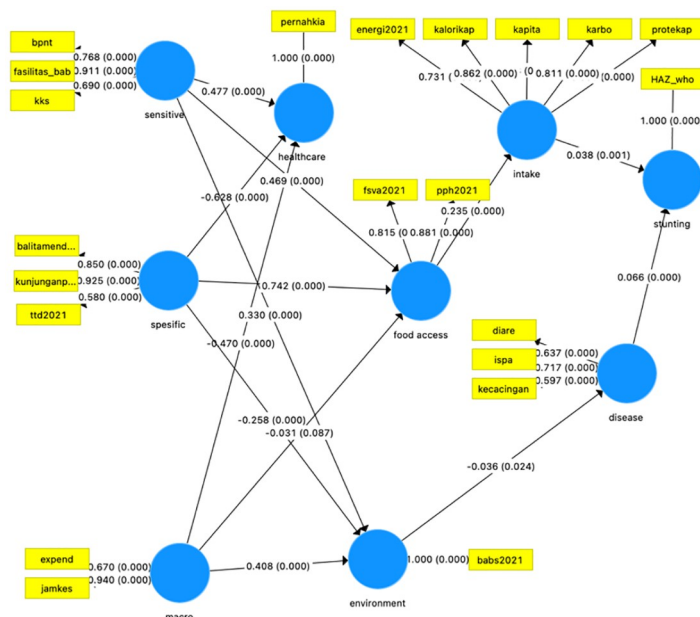 pernahkia
energi2021
kalorikap
kapita
karbo
protekap
bpnt
fasilitas_bab
kks
0.768 (0.000)
0.911 (0.000)
0.690 (0.000)
sensitive
1.000 (0.000)
0.477 (0.000)
healthcare
0.731
0.862 (0.000)
0.811 (0.000)
(0.000)
HAZ_who
1.000 (0.000
intake
0.038 (0.001)
stunting
-0.628 (0.000)
0.469 (0.000)
fsva2021
pph2021
0.235 (0.000)
0.815 (0
0.881 (0.000)
balitamend...
kunjunganp...
ttd2021
0.850 (0.000)
0.925 (0.000)
0.580 (0.000)
spesific
0.742 (0.000)
food access
0.330 (0.000)
-0.470 (0.000)
0.066 (0.000)
diare
ispa
kecacingan
0.637 (0.000)
0.717 (0.000)
0.597 (0.000)
disease
-0.258 (0.000)
-0.031 (0.087)
-0.036 (0.024)
expend
jamkes
0.670 (0.000)
0.940 (0.000)
macro
0.408 (0.000)
environment
1.000 (0.000)
babs2021